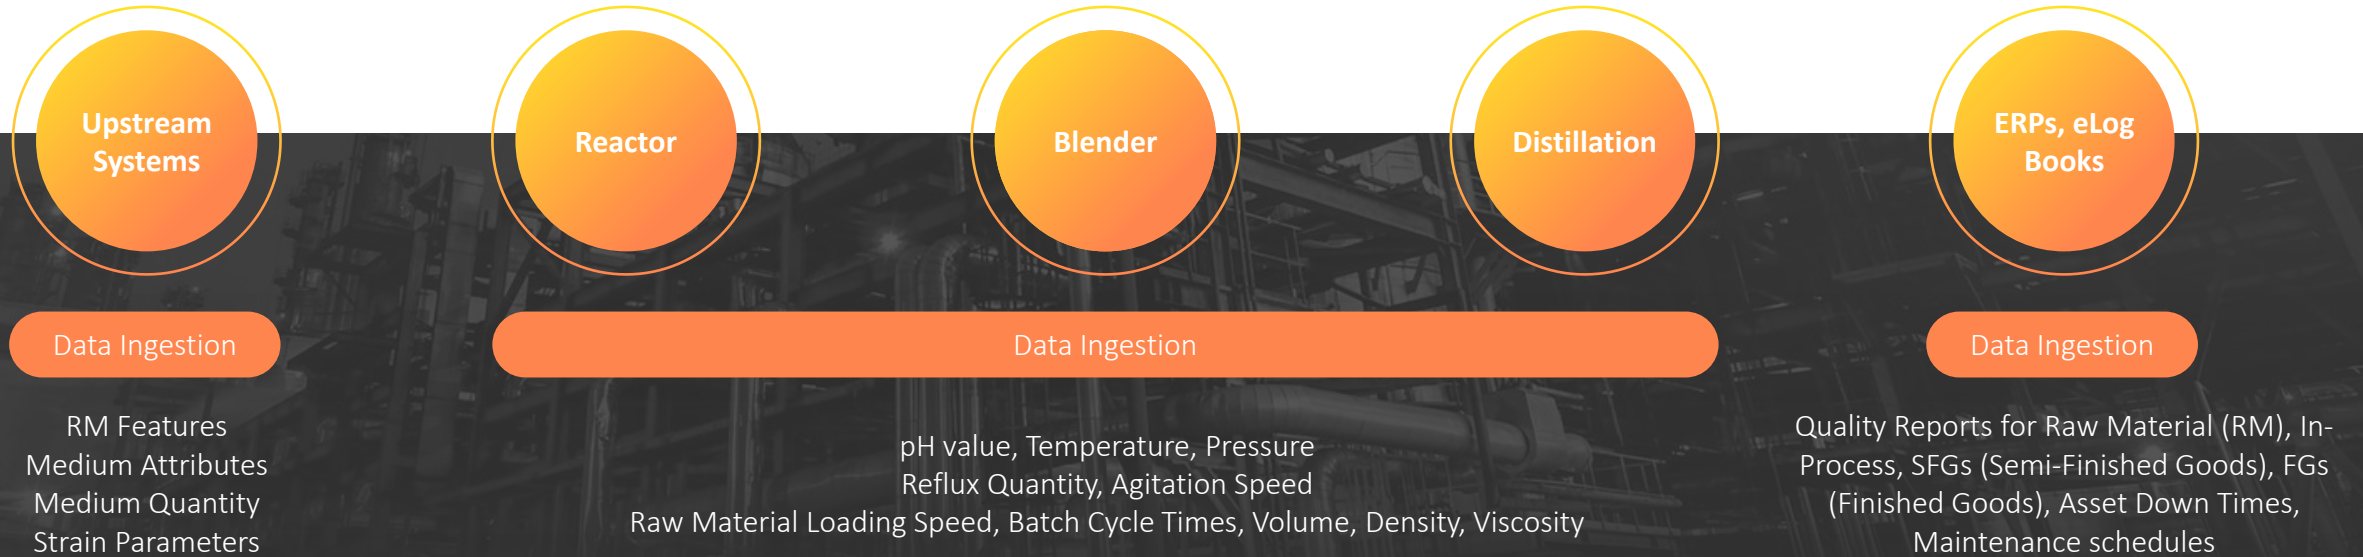 Upstream
Systems
Reactor
Blender
Distillation
ERPs, eLog
Books
Data Ingestion
Data Ingestion
Data Ingestion
RM Features
Medium Attributes
Medium Quantity
Strain Parameters
pH value, Temperature, Pressure
Reflux Quantity, Agitation Speed
Raw Material Loading Speed, Batch Cycle Times, Volume, Density, Viscosity
Quality Reports for Raw Material (RM), In-
Process, SFGs (Semi-Finished Goods), FGs
(Finished Goods), Asset Down Times,
Maintenance schedules